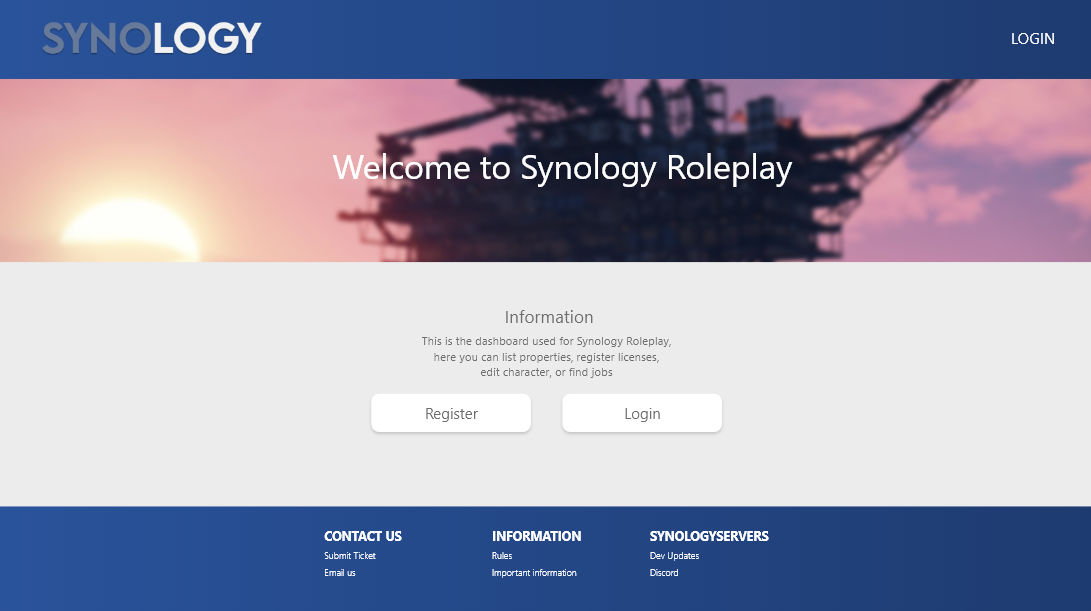 SYNOLOGY
LOGIN
Welcome to Synology Roleplay
Information
This is the dashboard used for Synology Roleplay,
here you can list properties, register licenses,
edit character, or find jobs
Register
Login
CONTACT US
Submit Ticket
Email us
INFORMATION
Rules
Important information
SYNOLOGYSERVERS
Dev Updates
Discord